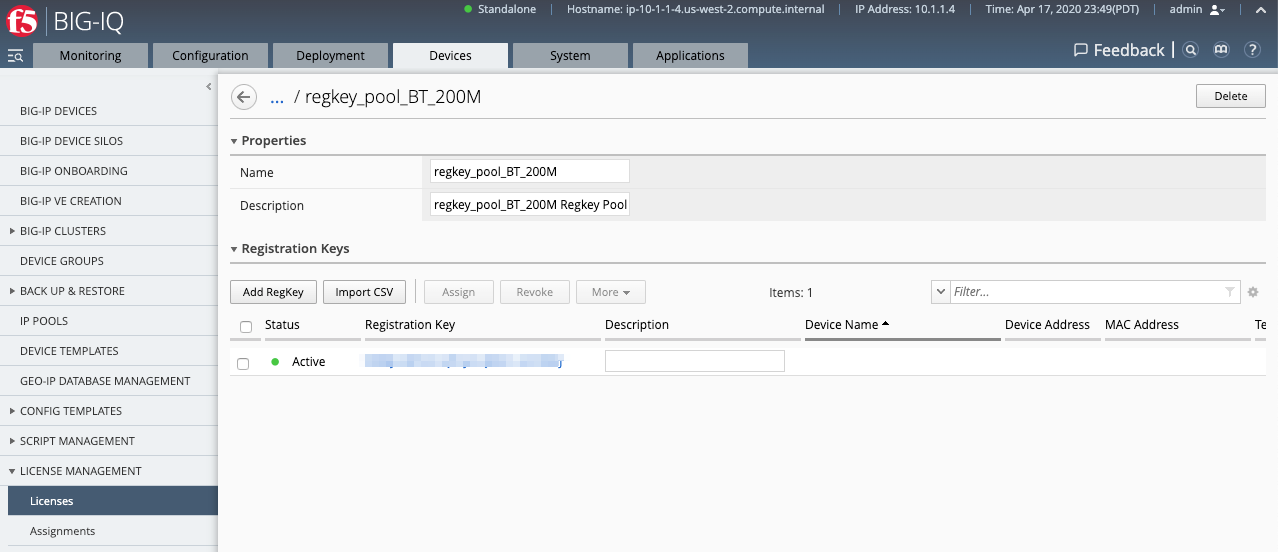 f5 BIG-IQ
Standalone Hostname: ip-10-1-1-4.us-west-2.compute.internal IP Address: 10.1.1.4 Time: Apr 17, 2020 23:49(PDT) admin
Monitoring Configuration Deployment Devices System Applications Feedback ?
... / regkey_pool_BT_200M Delete
BIG-IP DEVICES
BIG-IP DEVICE SILOS
BIG-IP ONBOARDING
BIG-IP VE CREATION
BIG-IP CLUSTERS
DEVICE GROUPS
BACK UP & RESTORE
IP POOLS
DEVICE TEMPLATES
GEO-IP DATABASE MANAGEMENT
CONFIG TEMPLATES
SCRIPT MANAGEMENT
LICENSE MANAGEMENT
Licenses
Assignments
Properties
Name regkey_pool_BT_200M
Description regkey_pool_BT_200M Regkey Pool
Registration Keys
Add RegKey Import CSV Assign Revoke More Items: 1 Filter...
Status Registration Key Description Device Name Device Address MAC Address Te
Active